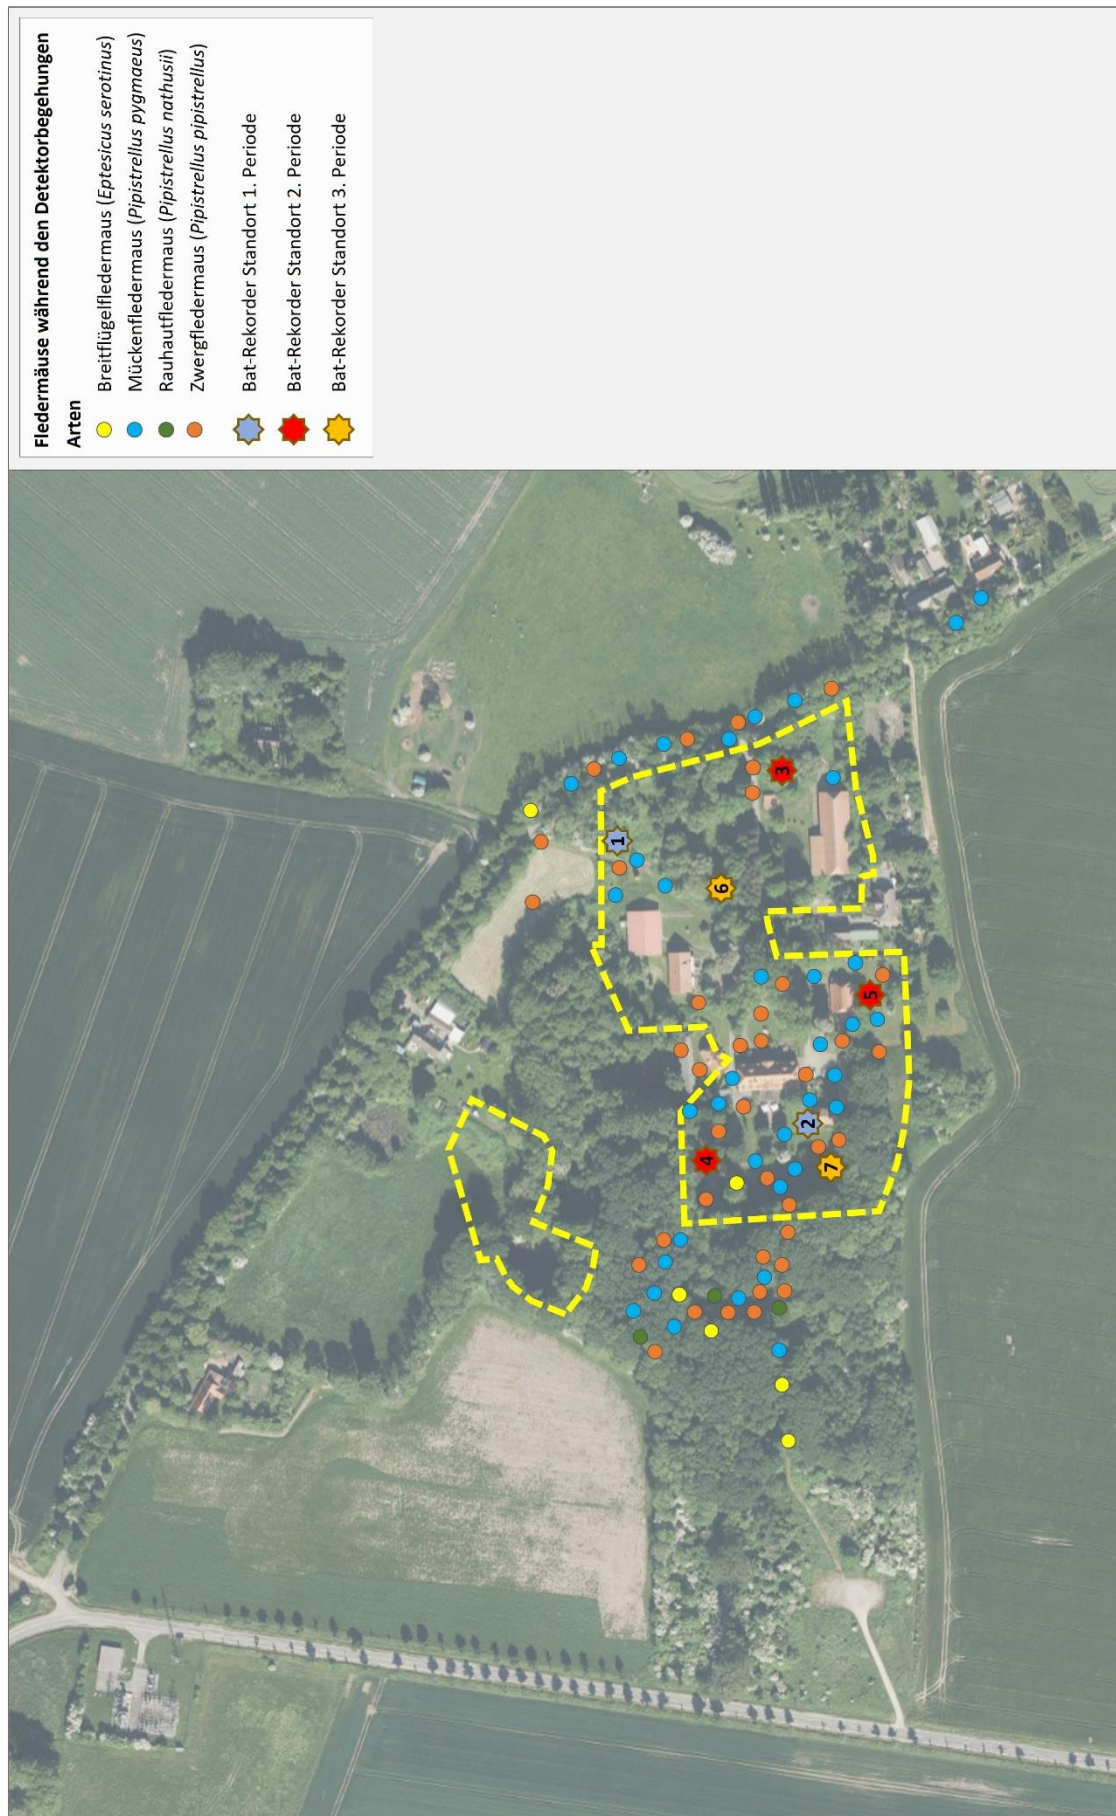 Fledermäuse während den Detektorbegehungen
Arten
Breitflügelfledermaus (Eptesicus serotinus)
Mückenfledermaus (Pipistrellus pygmaeus)
Rauhautfledermaus (Pipistrellus nathusii)
Zwergfledermaus (Pipistrellus pipistrellus)
Bat-Rekorder Standort 1. Periode
Bat-Rekorder Standort 2. Periode
Bat-Rekorder Standort 3. Periode
1
3
6
5
2
4
7